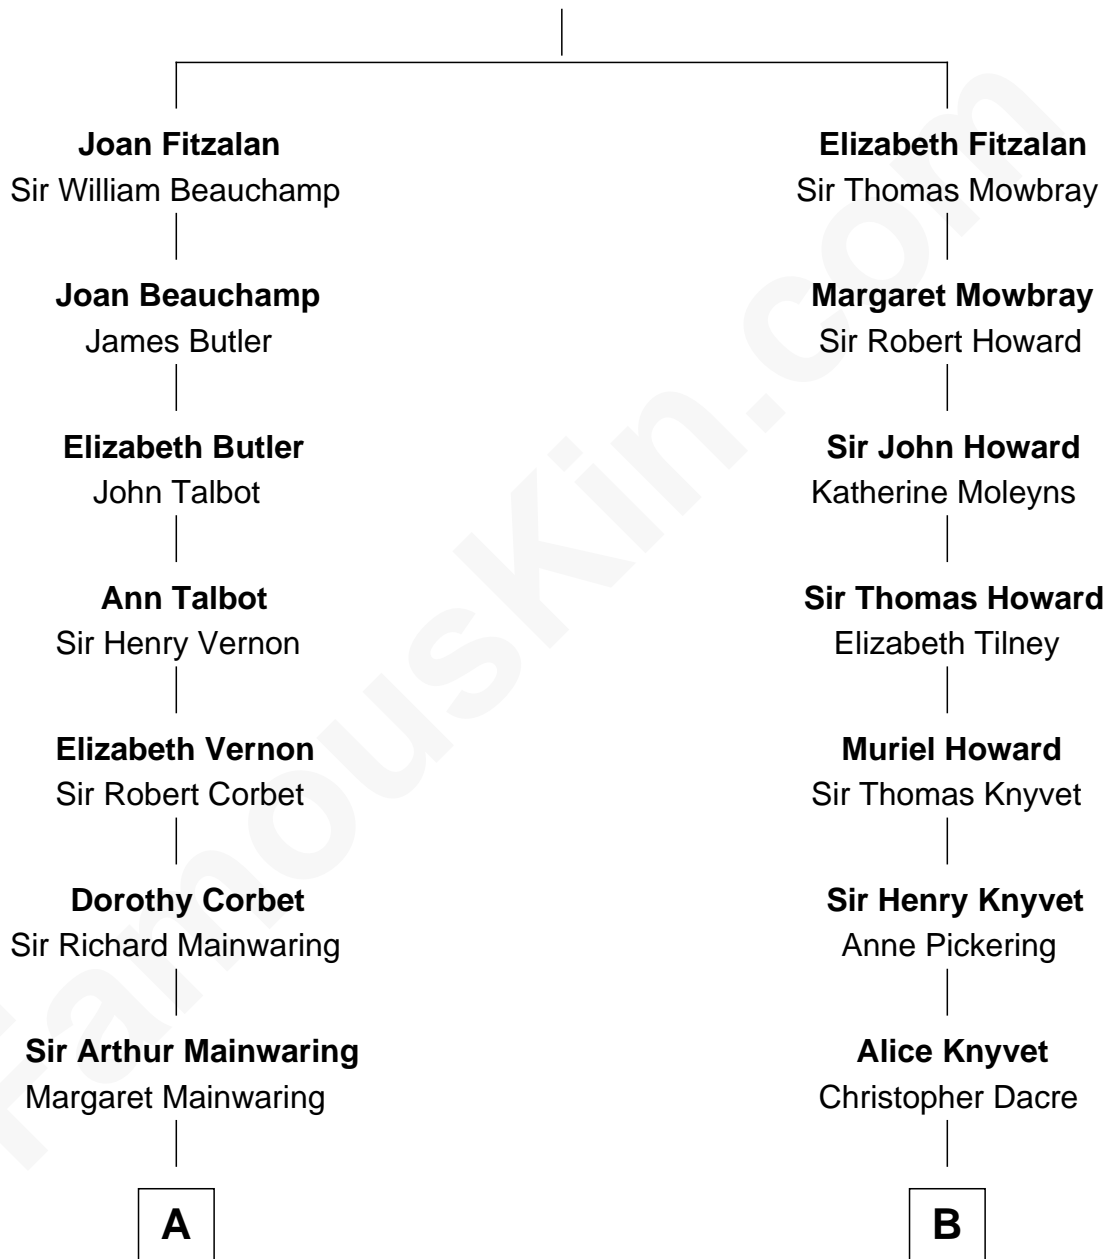 Joan Fitzalan
Sir William Beauchamp
Joan Beauchamp
James Butler
Elizabeth Butler
John Talbot
Ann Talbot
Sir Henry Vernon
Elizabeth Vernon
Sir Robert Corbet
Dorothy Corbet
Sir Richard Mainwaring
Sir Arthur Mainwaring
Margaret Mainwaring
A
Elizabeth Fitzalan
Sir Thomas Mowbray
Margaret Mowbray
Sir Robert Howard
Sir John Howard
Katherine Moleyns
Sir Thomas Howard
Elizabeth Tilney
Muriel Howard
Sir Thomas Knyvet
Sir Henry Knyvet
Anne Pickering
Alice Knyvet
Christopher Dacre
B
FamousKin.com